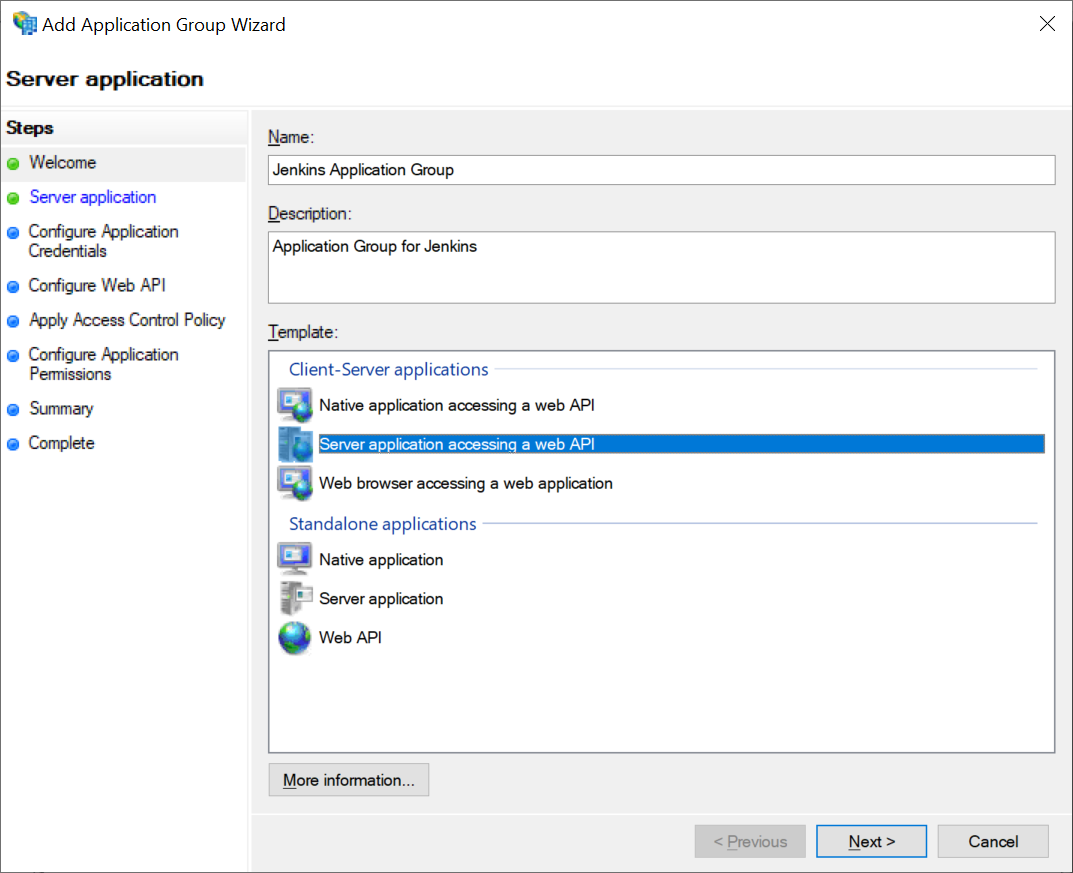 Add Application Group Wizard
Server application
Steps
Welcome
Server application
Configure Application
Credentials
Configure Web API
Apply Access Control Policy
Configure Application
Permissions
Summary
Complete
Name:
Jenkins Application Group
Description:
Application Group for Jenkins
Template:
Client-Server applications
Native application accessing a web API
Server application accessing a web API
Web browser accessing a web application
Standalone applications
Native application
Server application
Web API
More information...
< Previous
Next >
Cancel